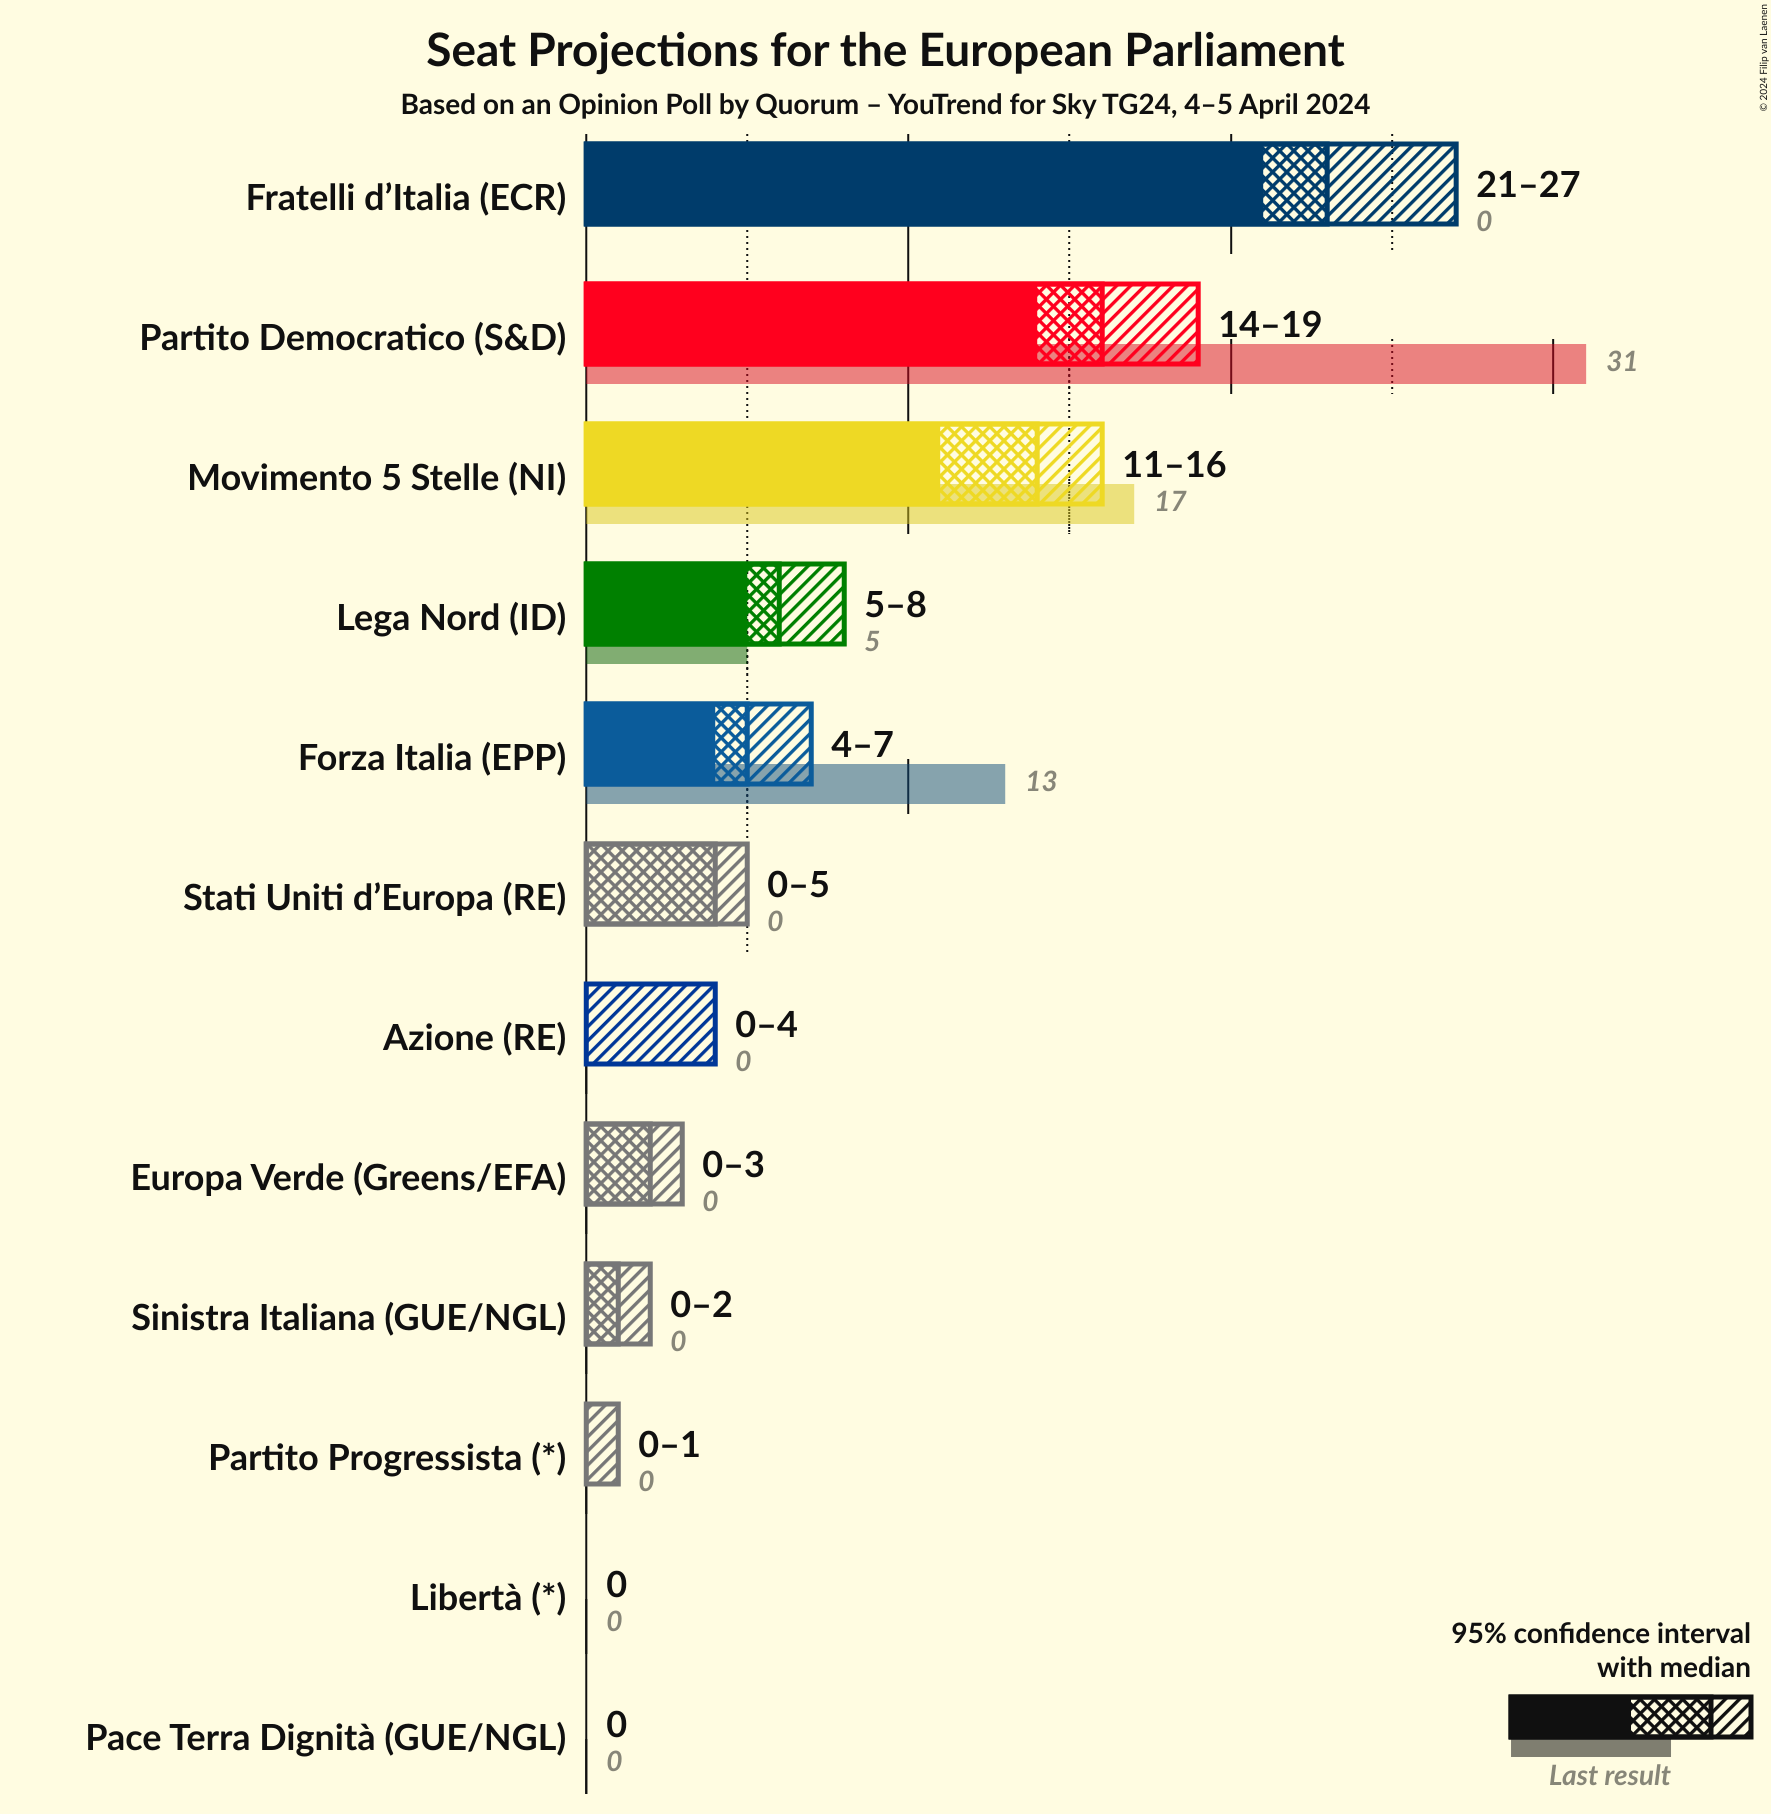 Seat Projections for the European Parliament
Based on an Opinion Poll by Quorum – YouTrend for Sky TG24, 4–5 April 2024
© 2024 Filip van Laenen
Fratelli d’Italia (ECR)
21–27
0
Partito Democratico (S&D)
14–19
31
Movimento 5 Stelle (NI)
11–16
17
Lega Nord (ID)
5–8
5
Forza Italia (EPP)
4–7
13
Stati Uniti d’Europa (RE)
0–5
0
Azione (RE)
0–4
0
Europa Verde (Greens/EFA)
0–3
0
Sinistra Italiana (GUE/NGL)
0–2
0
Partito Progressista (*)
0–1
0
Libertà (*)
0
0
Pace Terra Dignità (GUE/NGL)
0
0
95% confidence interval
with median
Last result